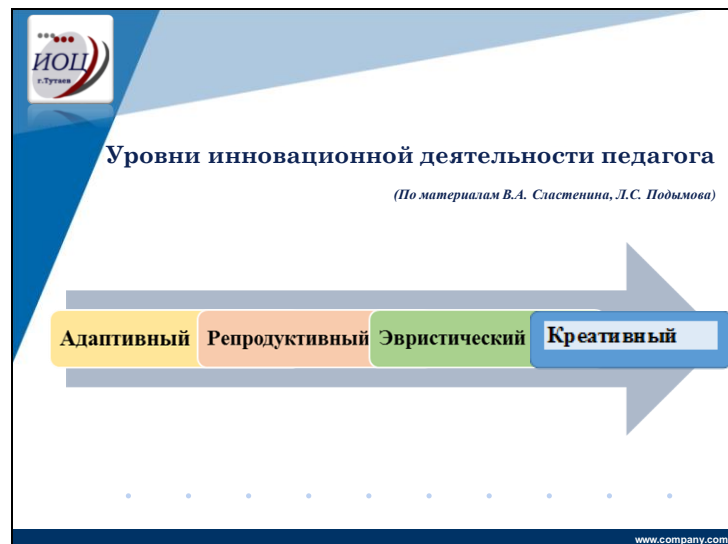 ИОЦ
г.Тутаев
Уровни инновационной деятельности педагога
(По материалам В.А. Сластенина, Л.С. Подымова)
Адаптивный Репродуктивный Эвристический Креативный
www.company.com